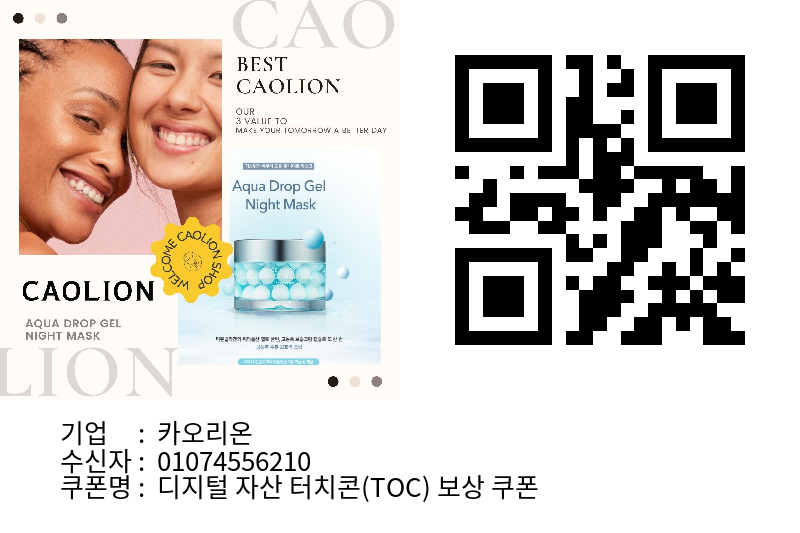 CAO
BEST
CAOLION
OUR
3 VALUE TO
MAKE YOUR TOMORROW A BETTER DAY
Aqua Drop Gel
Night Mask
WELCOME CAOLION SHOP
CAOLION
AQUA DROP GEL
NIGHT MASK
LION
기업 : 카오리온
수신자 : 01074556210
쿠폰명 : 디지털 자산 터치콘(TOC) 보상 쿠폰